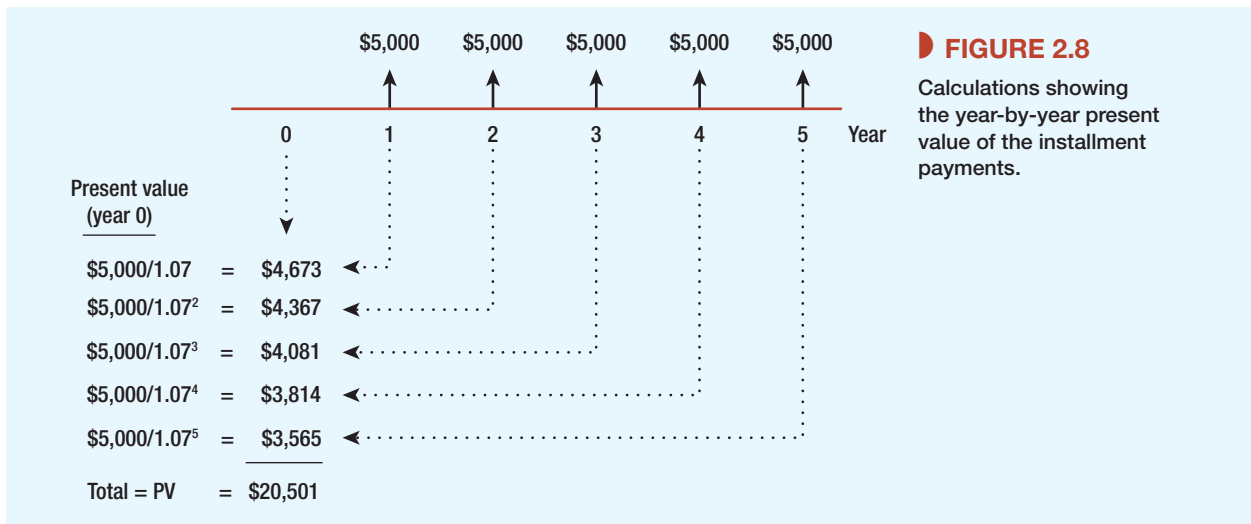 $5,000 $5,000 $5,000 $5,000 $5,000
0 1 2 3 4 5 Year
Present value
(year 0)
$5,000/1.07 = $4,673
$5,000/1.07² = $4,367
$5,000/1.07³ = $4,081
$5,000/1.07⁴ = $3,814
$5,000/1.07⁵ = $3,565
Total = PV = $20,501
FIGURE 2.8
Calculations showing
the year-by-year present
value of the installment
payments.